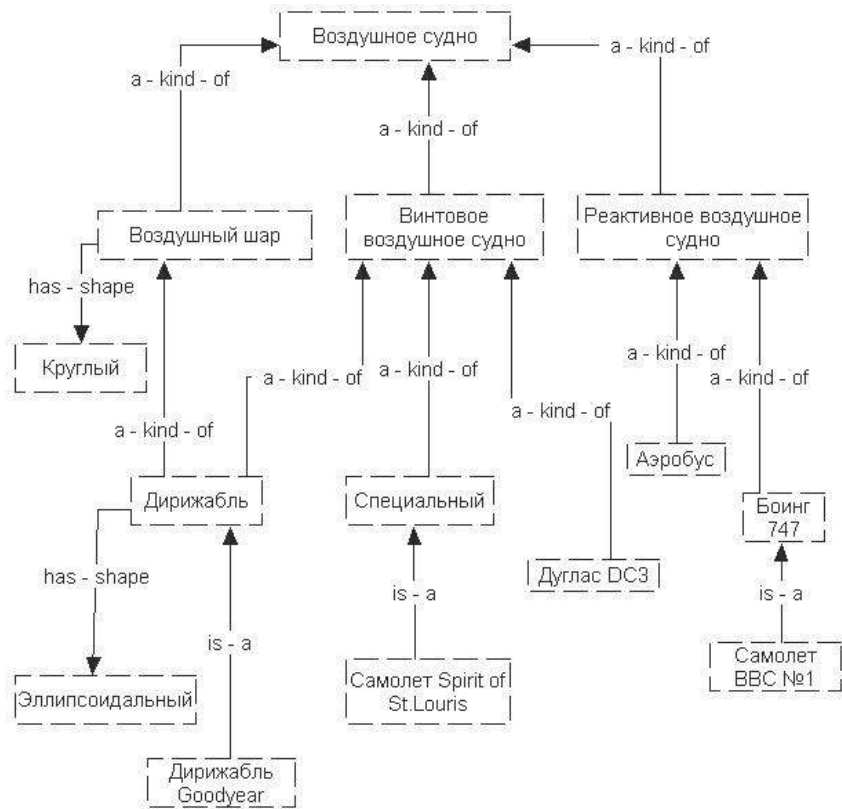 Воздушное судно
a - kind - of
a - kind - of
a - kind - of
Воздушный шар
Винтовое
воздушное судно
Реактивное воздушное
судно
has - shape
Круглый
a - kind - of
a - kind - of
a - kind - of
a - kind - of
a - kind - of
a - kind - of
Аэробус
Дирижабль
Специальный
Боинг
747
has - shape
Дуглас DC3
is - a
is - a
is - a
Эллипсоидальный
Самолет Spirit of
St.Louris
Самолет
ВВС №1
Дирижабль
Goodyear